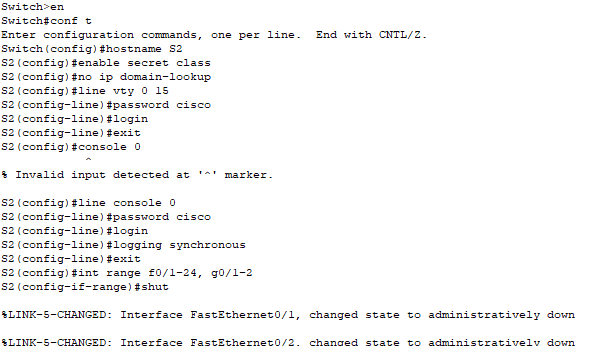 Switch>en
Switch#conf t
Enter configuration commands, one per line.  End with CNTL/Z.
Switch(config)#hostname S2
S2(config)#enable secret class
S2(config)#no ip domain-lookup
S2(config)#line vty 0 15
S2(config-line)#password cisco
S2(config-line)#login
S2(config-line)#exit
S2(config)#console 0
            ^
% Invalid input detected at '^' marker.
S2(config)#line console 0
S2(config-line)#password cisco
S2(config-line)#login
S2(config-line)#logging synchronous
S2(config-line)#exit
S2(config)#int range f0/1-24, g0/1-2
S2(config-if-range)#shut
%LINK-5-CHANGED: Interface FastEthernet0/1, changed state to administratively down
%LINK-5-CHANGED: Interface FastEthernet0/2. changed state to administratively down